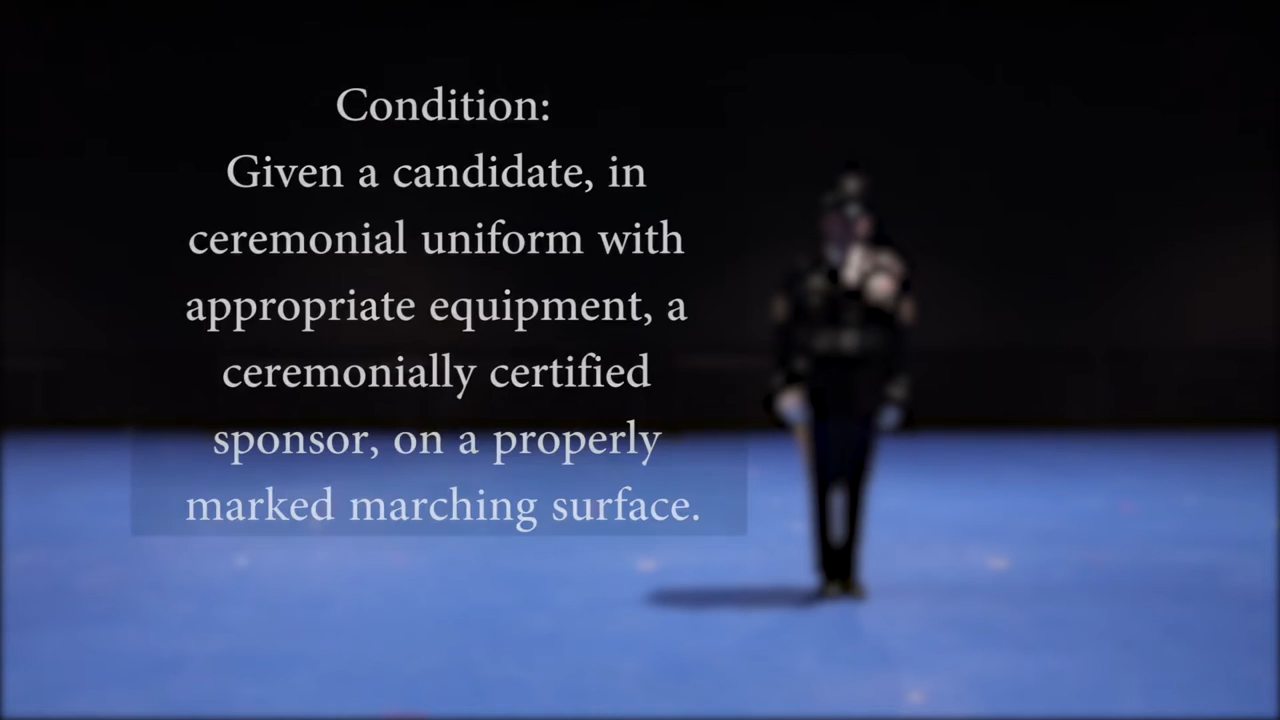 Condition:
Given a candidate, in
ceremonial uniform with
appropriate equipment, a
ceremonially certified
sponsor, on a properly
marked marching surface.